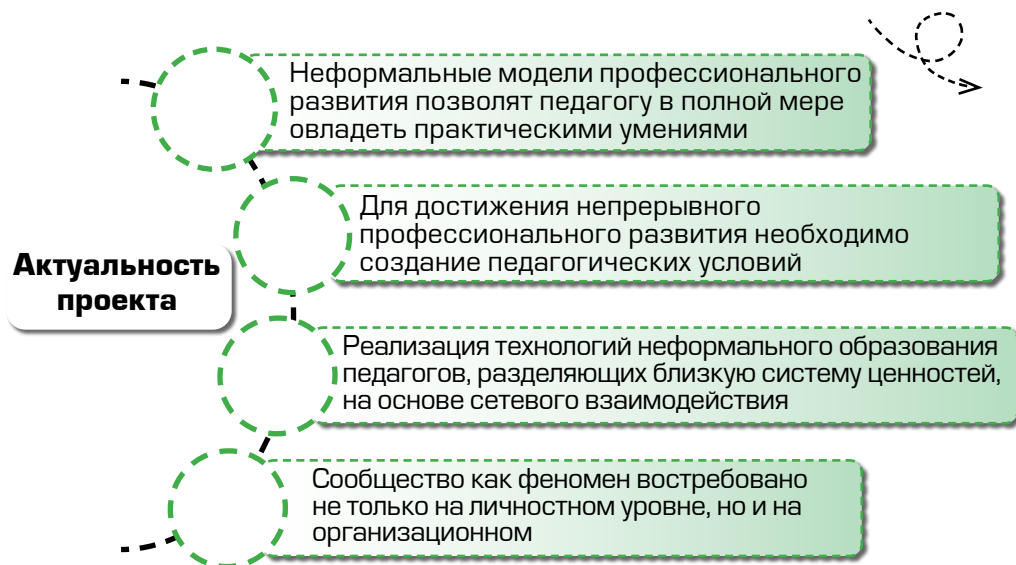 Неформальные модели профессионального
развития позволят педагогу в полной мере
овладеть практическими умениями
Для достижения непрерывного
профессионального развития необходимо
создание педагогических условий
Актуальность
проекта
Реализация технологий неформального образования
педагогов, разделяющих близкую систему ценностей,
на основе сетевого взаимодействия
Сообщество как феномен востребовано
не только на личностном уровне, но и на
организационном